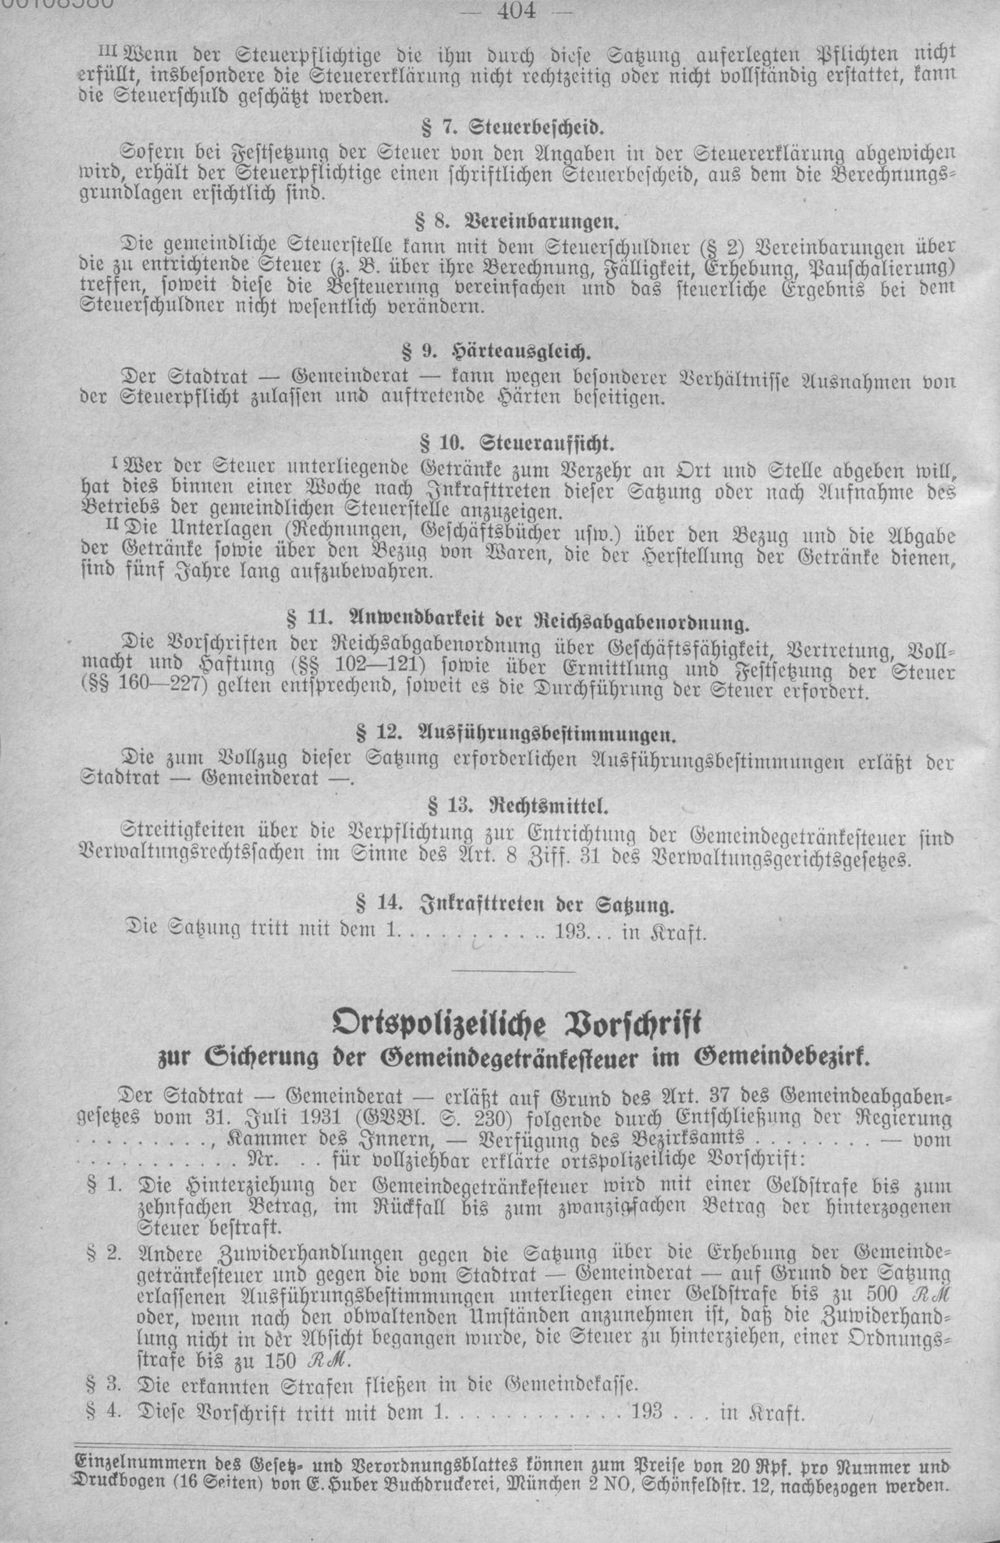 00108580
— 404 —
III Wenn der Steuerpflichtige die ihm durch diese Satzung auferlegten Pflichten nicht
erfüllt, insbesondere die Steuererklärung nicht rechtzeitig oder nicht vollständig erstattet, kann
die Steuerschuld geschätzt werden.
§ 7. Steuerbescheid.
Sofern bei Festsetzung der Steuer von den Angaben in der Steuererklärung abgewichen
wird, erhält der Steuerpflichtige einen schriftlichen Steuerbescheid, aus dem die Berechnungs-
grundlagen ersichtlich sind.
§ 8. Vereinbarungen.
Die gemeindliche Steuerstelle kann mit dem Steuerschuldner (§ 2) Vereinbarungen über
die zu entrichtende Steuer (z. B. über ihre Berechnung, Fälligkeit, Erhebung, Pauschalierung)
treffen, soweit diese die Besteuerung vereinfachen und das steuerliche Ergebnis bei dem
Steuerschuldner nicht wesentlich verändern.
§ 9. Härteausgleich.
Der Stadtrat — Gemeinderat — kann wegen besonderer Verhältnisse Ausnahmen von
der Steuerpflicht zulassen und auftretende Härten beseitigen.
§ 10. Steueraufsicht.
I Wer der Steuer unterliegende Getränke zum Verzehr an Ort und Stelle abgeben will,
hat dies binnen einer Woche nach Inkrafttreten dieser Satzung oder nach Aufnahme des
Betriebs der gemeindlichen Steuerstelle anzuzeigen.
II Die Unterlagen (Rechnungen, Geschäftsbücher usw.) über den Bezug und die Abgabe
der Getränke sowie über den Bezug von Waren, die der Herstellung der Getränke dienen,
sind fünf Jahre lang aufzubewahren.
§ 11. Anwendbarkeit der Reichsabgabenordnung.
Die Vorschriften der Reichsabgabenordnung über Geschäftsfähigkeit, Vertretung, Voll-
macht und Haftung (§§ 102—121) sowie über Ermittlung und Festsetzung der Steuer
(§§ 160—227) gelten entsprechend, soweit es die Durchführung der Steuer erfordert.
§ 12. Ausführungsbestimmungen.
Die zum Vollzug dieser Satzung erforderlichen Ausführungsbestimmungen erläßt der
Stadtrat — Gemeinderat —.
§ 13. Rechtsmittel.
Streitigkeiten über die Verpflichtung zur Entrichtung der Gemeindegetränkesteuer sind
Verwaltungsrechtssachen im Sinne des Art. 8 Ziff. 31 des Verwaltungsgerichtsgesetzes.
§ 14. Inkrafttreten der Satzung.
Die Satzung tritt mit dem 1. . . . . . . . . . . 193. . . in Kraft.
Ortspolizeiliche Vorschrift
zur Sicherung der Gemeindegetränkesteuer im Gemeindebezirk.
Der Stadtrat — Gemeinderat — erläßt auf Grund des Art. 37 des Gemeindeabgaben-
gesetzes vom 31. Juli 1931 (GVBl. S. 230) folgende durch Entschließung der Regierung
. . . . . . . . . , Kammer des Innern, — Verfügung des Bezirksamts . . . . . . . . — vom
. . . . . . . . . . . Nr. . . für vollziehbar erklärte ortspolizeiliche Vorschrift:
§ 1. Die Hinterziehung der Gemeindegetränkesteuer wird mit einer Geldstrafe bis zum
zehnfachen Betrag, im Rückfall bis zum zwanzigfachen Betrag der hinterzogenen
Steuer bestraft.
§ 2. Andere Zuwiderhandlungen gegen die Satzung über die Erhebung der Gemeinde-
getränkesteuer und gegen die vom Stadtrat — Gemeinderat — auf Grund der Satzung
erlassenen Ausführungsbestimmungen unterliegen einer Geldstrafe bis zu 500 RM
oder, wenn nach den obwaltenden Umständen anzunehmen ist, daß die Zuwiderhand-
lung nicht in der Absicht begangen wurde, die Steuer zu hinterziehen, einer Ordnungs-
strafe bis zu 150 RM.
§ 3. Die erkannten Strafen fließen in die Gemeindekasse.
§ 4. Diese Vorschrift tritt mit dem 1. . . . . . . . . . . . . 193 . . . in Kraft.
Einzelnummern des Gesetz- und Verordnungsblattes können zum Preise von 20 Rpf. pro Nummer und
Druckbogen (16 Seiten) von E. Huber Buchdruckerei, München 2 NO, Schönfeldstr. 12, nachbezogen werden.